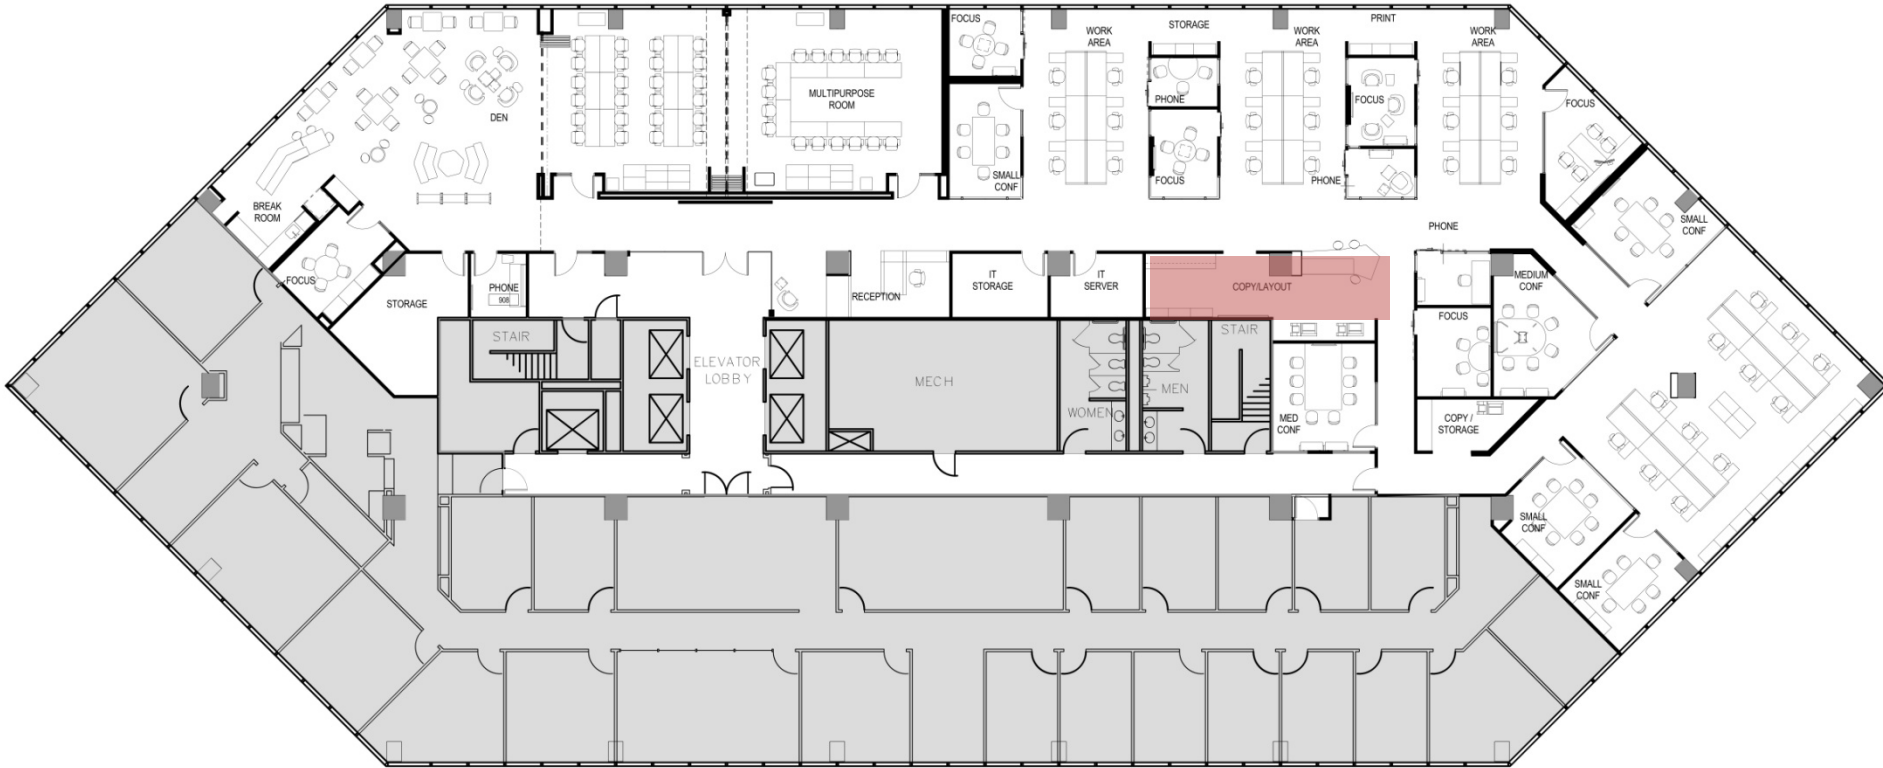 FOCUS
STORAGE
PRINT
WORK
AREA
WORK
AREA
WORK
AREA
MULTIPURPOSE
ROOM
DEN
PHONE
FOCUS
FOCUS
SMALL
CONF
FOCUS
PHONE
BREAK
ROOM
SMALL
CONF
PHONE
FOCUS
STORAGE
PHONE
908
RECEPTION
IT
STORAGE
IT
SERVER
COPY/LAYOUT
MEDIUM
CONF
FOCUS
STAIR
STAIR
ELEVATOR
LOBBY
MECH
WOMEN
MEN
MED
CONF
COPY /
STORAGE
SMALL
CONF
SMALL
CONF